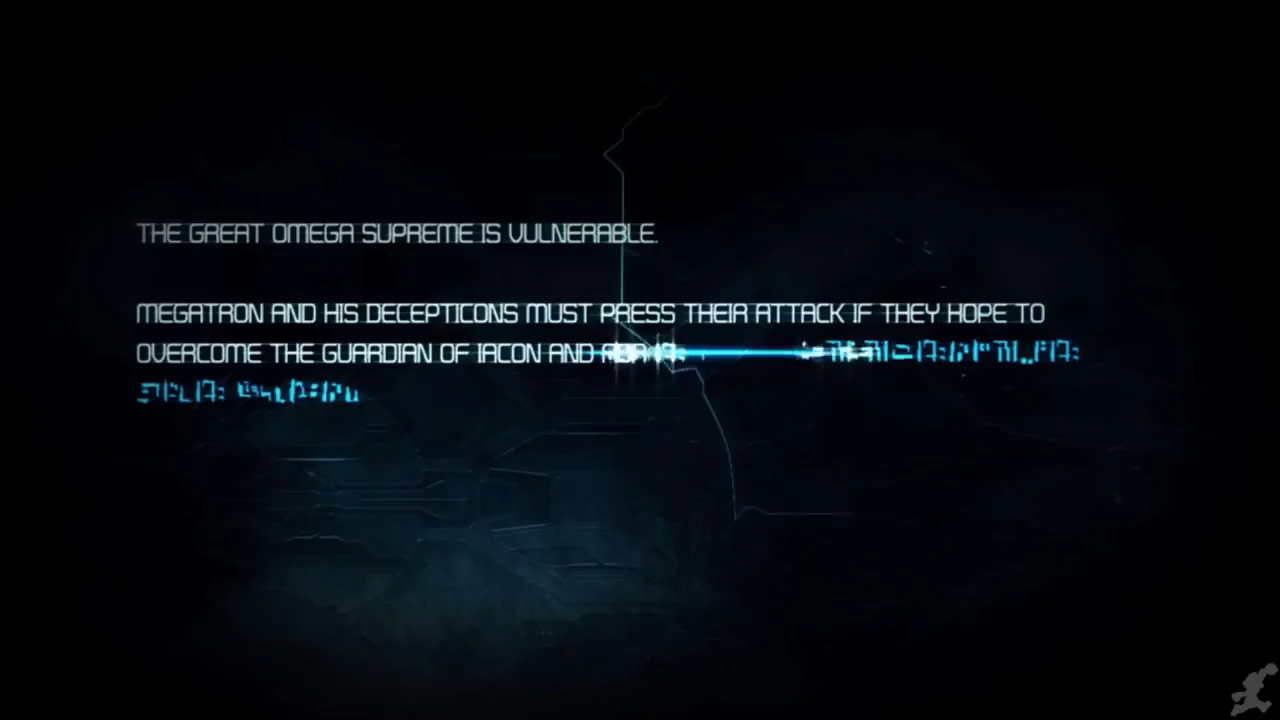 THE GREAT OMEGA SUPREME IS VULNERABLE.
MEGATRON AND HIS DECEPTICONS MUST PRESS THEIR ATTACK IF THEY HOPE TO
OVERCOME THE GUARDIAN OF IACON AND